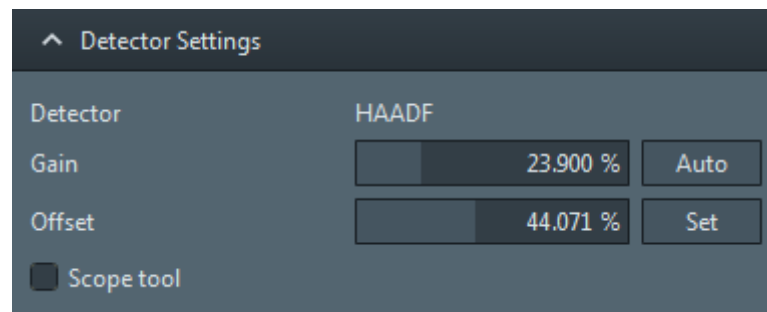 Detector Settings
Detector HAADF
Gain 23.900 % Auto
Offset 44.071 % Set
Scope tool